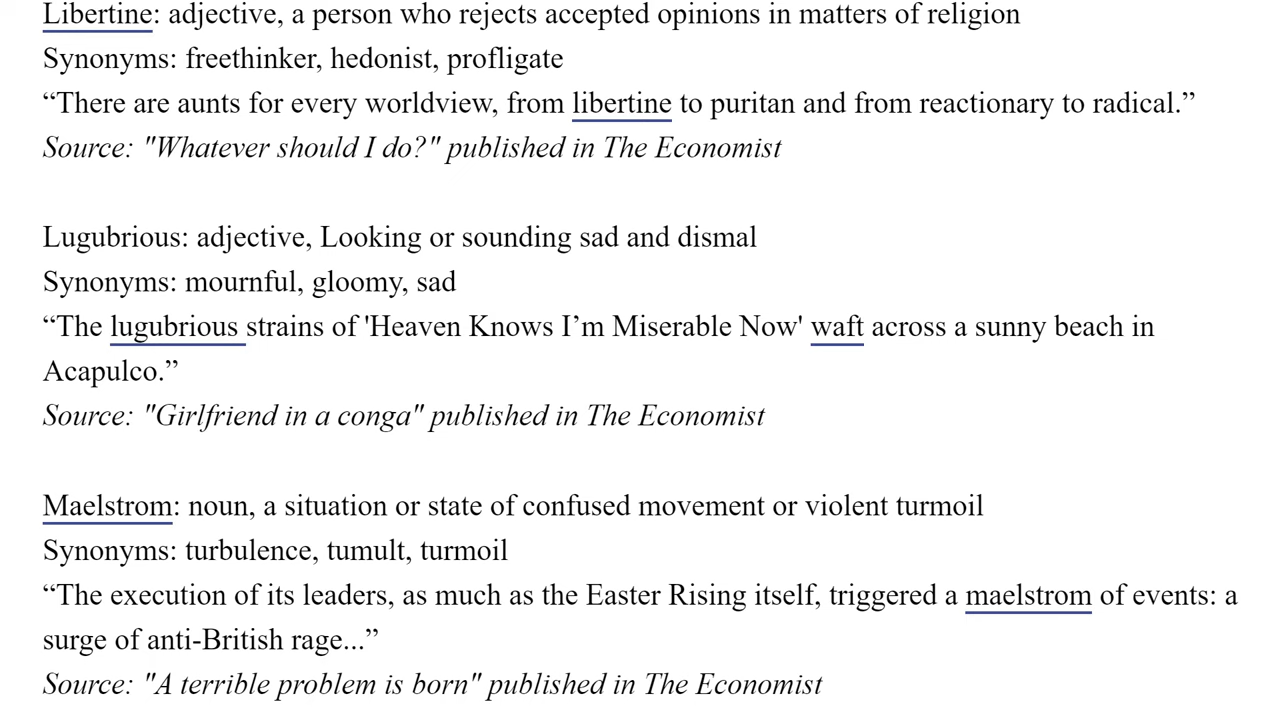 Libertine: adjective, a person who rejects accepted opinions in matters of religion
Synonyms: freethinker, hedonist, profligate
“There are aunts for every worldview, from libertine to puritan and from reactionary to radical.”
Source: "Whatever should I do?" published in The Economist
Lugubrious: adjective, Looking or sounding sad and dismal
Synonyms: mournful, gloomy, sad
“The lugubrious strains of 'Heaven Knows I’m Miserable Now' waft across a sunny beach in
Acapulco.”
Source: "Girlfriend in a conga" published in The Economist
Maelstrom: noun, a situation or state of confused movement or violent turmoil
Synonyms: turbulence, tumult, turmoil
“The execution of its leaders, as much as the Easter Rising itself, triggered a maelstrom of events: a
surge of anti-British rage...”
Source: "A terrible problem is born" published in The Economist